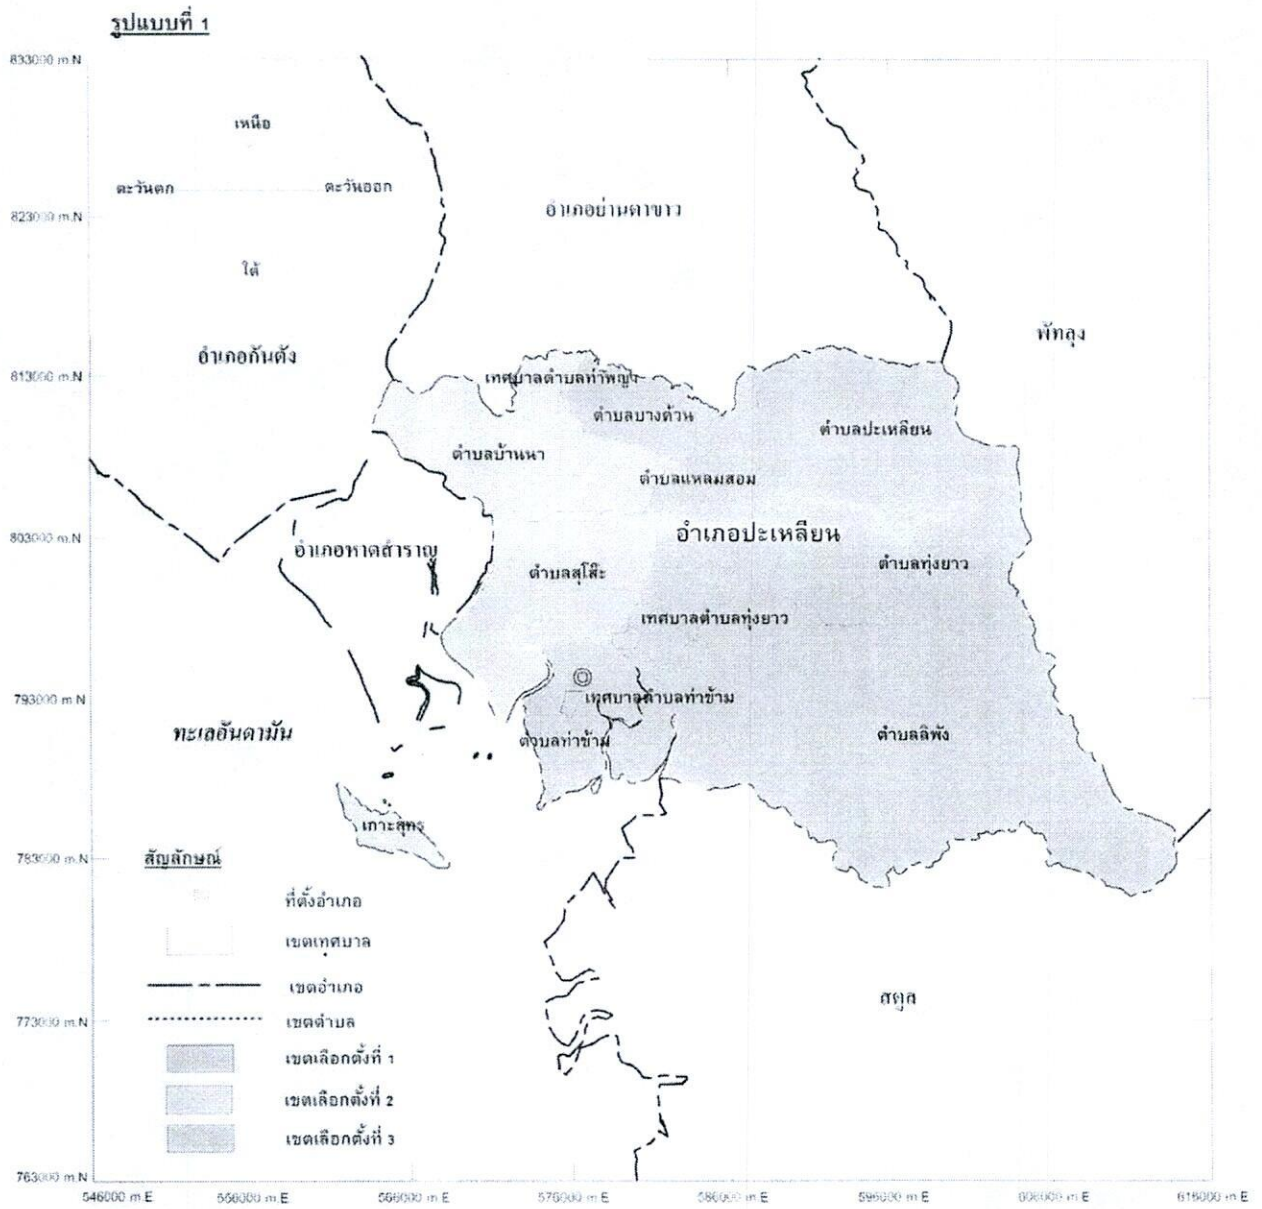 รูปแบบที่ 1
833000 m.N
เหนือ
ตะวันตก
ตะวันออก
823000 m.N
อำเภอย่านตาขาว
ใต้
พัทลุง
อำเภอกันตัง
813000 m.N
เทศบาลตำบลท่าพญา
ตำบลบางด้วน
ตำบลปะเหลียน
ตำบลบ้านนา
ตำบลแหลมสอม
803000 m.N
อำเภอปะเหลียน
อำเภอหาดสำราญ
ตำบลทุ่งยาว
ตำบลสุโสะ
เทศบาลตำบลทุ่งยาว
793000 m.N
เทศบาลตำบลท่าข้าม
ทะเลอันดามัน
ตำบลท่าข้าม
ตำบลลิพัง
เกาะสุกร
783000 m.N
สัญลักษณ์
ที่ตั้งอำเภอ
เขตเทศบาล
เขตอำเภอ
สตูล
773000 m.N
เขตตำบล
เขตเลือกตั้งที่ 1
เขตเลือกตั้งที่ 2
เขตเลือกตั้งที่ 3
763000 m.N
546000 m.E
556000 m.E
566000 m.E
576000 m.E
586000 m.E
596000 m.E
606000 m.E
616000 m.E